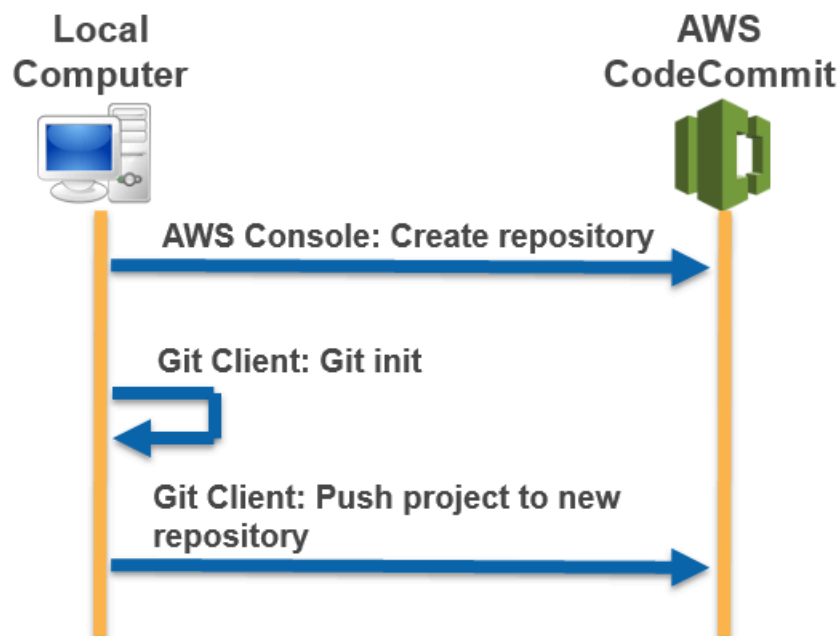 Local
Computer
AWS
CodeCommit
AWS Console: Create repository
Git Client: Git init
Git Client: Push project to new
repository